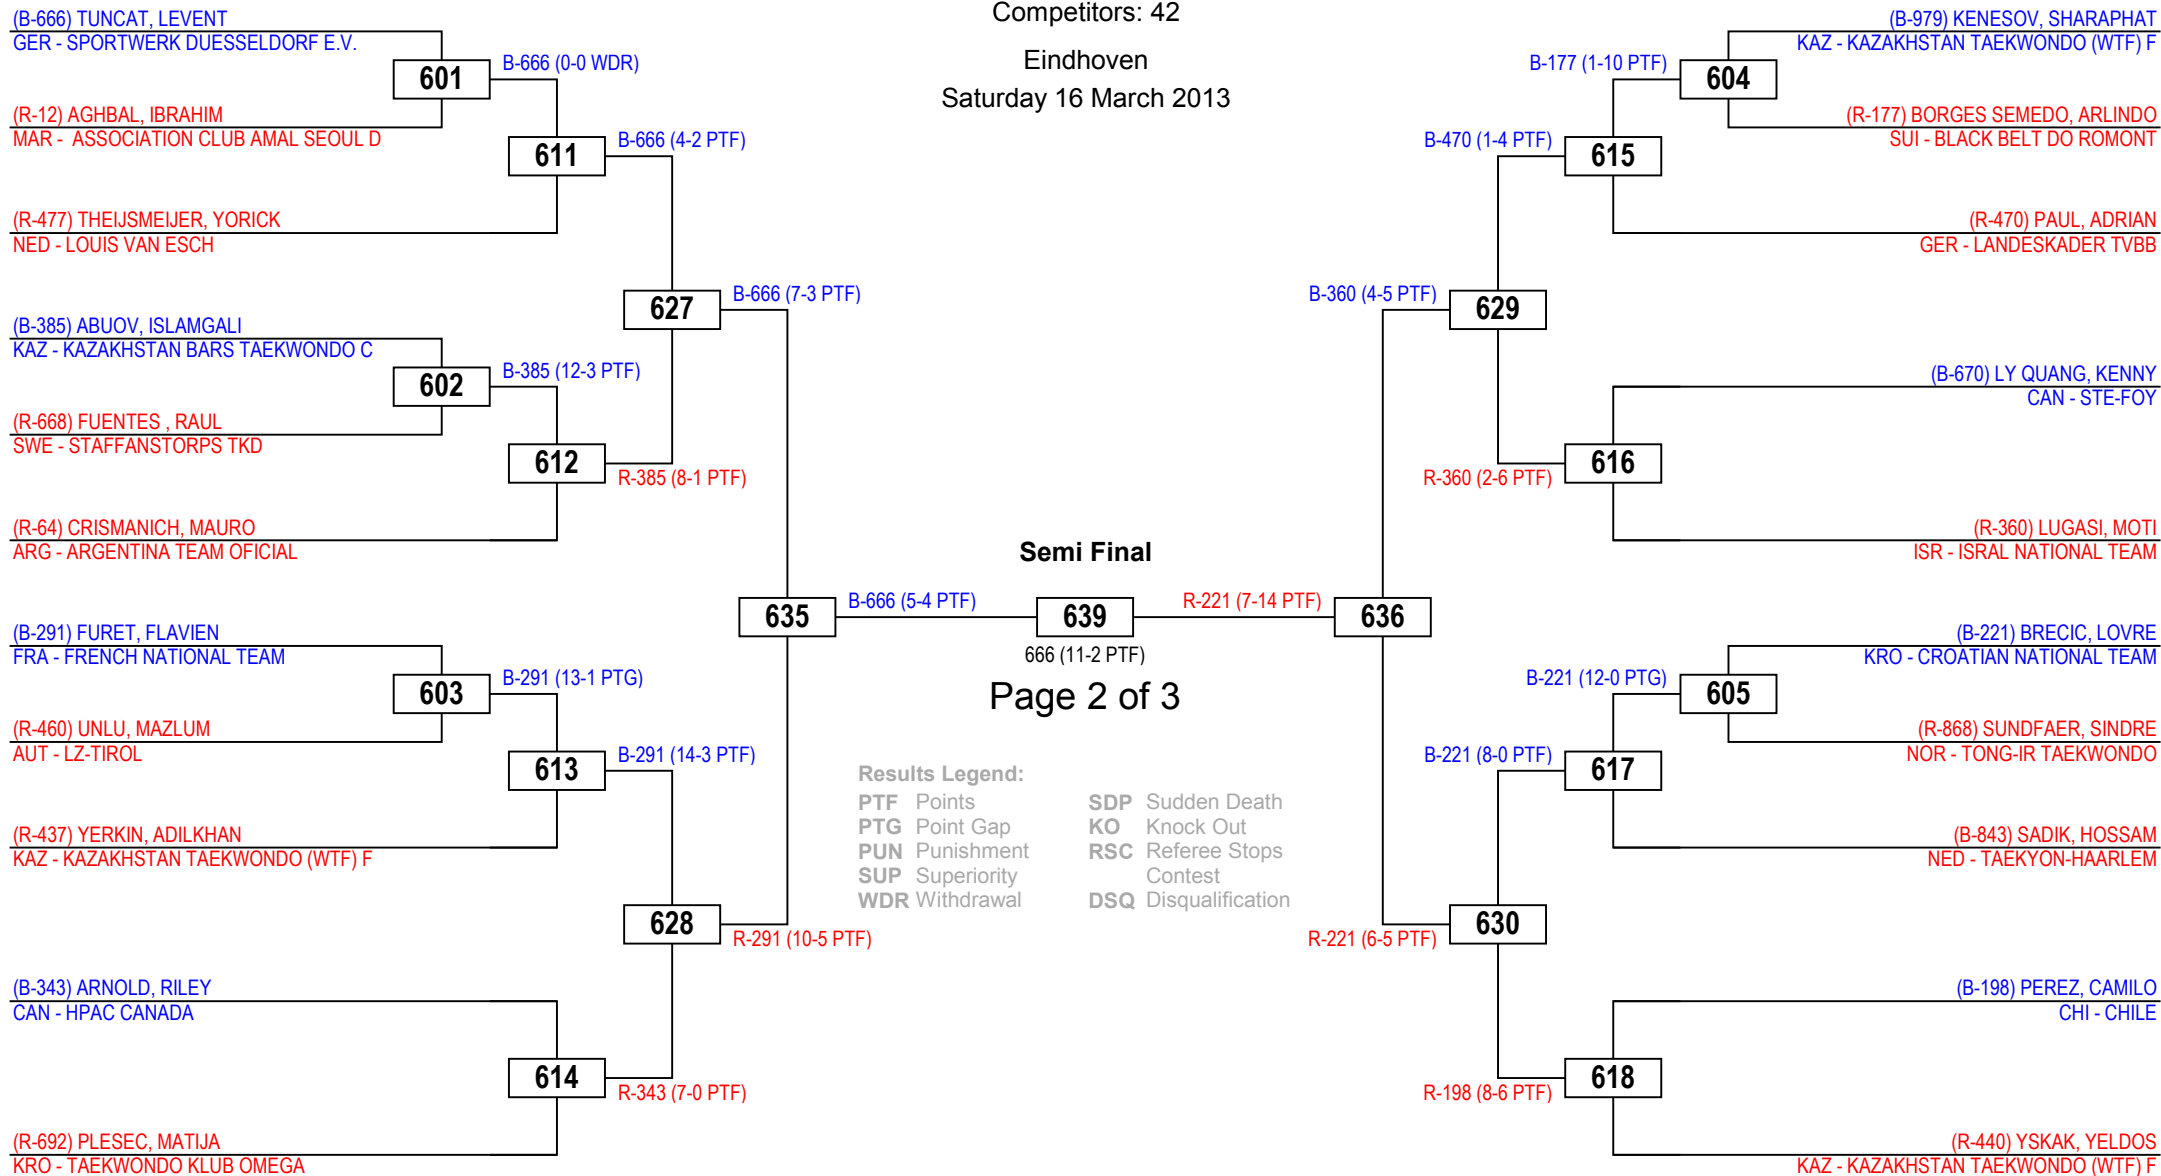 Competitors: 42
Eindhoven
Saturday 16 March 2013
(B-666) TUNCAT, LEVENT
GER - SPORTWERK DUESSELDORF E.V.
601
B-666 (0-0 WDR)
(R-12) AGHBAL, IBRAHIM
MAR - ASSOCIATION CLUB AMAL SEOUL D
611
B-666 (4-2 PTF)
(R-477) THEIJSMEIJER, YORICK
NED - LOUIS VAN ESCH
627
B-666 (7-3 PTF)
(B-385) ABUOV, ISLAMGALI
KAZ - KAZAKHSTAN BARS TAEKWONDO C
602
B-385 (12-3 PTF)
(R-668) FUENTES , RAUL
SWE - STAFFANSTORPS TKD
612
R-385 (8-1 PTF)
(R-64) CRISMANICH, MAURO
ARG - ARGENTINA TEAM OFICIAL
635
B-666 (5-4 PTF)
(B-291) FURET, FLAVIEN
FRA - FRENCH NATIONAL TEAM
603
B-291 (13-1 PTG)
(R-460) UNLU, MAZLUM
AUT - LZ-TIROL
613
B-291 (14-3 PTF)
(R-437) YERKIN, ADILKHAN
KAZ - KAZAKHSTAN TAEKWONDO (WTF) F
628
R-291 (10-5 PTF)
(B-343) ARNOLD, RILEY
CAN - HPAC CANADA
614
R-343 (7-0 PTF)
(R-692) PLESEC, MATIJA
KRO - TAEKWONDO KLUB OMEGA
Semi Final
639
666 (11-2 PTF)
Page 2 of 3
Results Legend:
PTF Points SDP Sudden Death
PTG Point Gap KO Knock Out
PUN Punishment RSC Referee Stops
SUP Superiority Contest
WDR Withdrawal DSQ Disqualification
(B-979) KENESOV, SHARAPHAT
KAZ - KAZAKHSTAN TAEKWONDO (WTF) F
B-177 (1-10 PTF)
604
(R-177) BORGES SEMEDO, ARLINDO
SUI - BLACK BELT DO ROMONT
B-470 (1-4 PTF)
615
(R-470) PAUL, ADRIAN
GER - LANDESKADER TVBB
B-360 (4-5 PTF)
629
(B-670) LY QUANG, KENNY
CAN - STE-FOY
616
R-360 (2-6 PTF)
(R-360) LUGASI, MOTI
ISR - ISRAL NATIONAL TEAM
R-221 (7-14 PTF)
636
(B-221) BRECIC, LOVRE
KRO - CROATIAN NATIONAL TEAM
B-221 (12-0 PTG)
605
(R-868) SUNDFAER, SINDRE
NOR - TONG-IR TAEKWONDO
B-221 (8-0 PTF)
617
(B-843) SADIK, HOSSAM
NED - TAEKYON-HAARLEM
630
R-221 (6-5 PTF)
(B-198) PEREZ, CAMILO
CHI - CHILE
618
R-198 (8-6 PTF)
(R-440) YSKAK, YELDOS
KAZ - KAZAKHSTAN TAEKWONDO (WTF) F